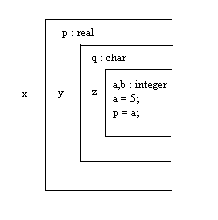 p : real
q : char
x y z a,b : integer
a = 5;
p = a;